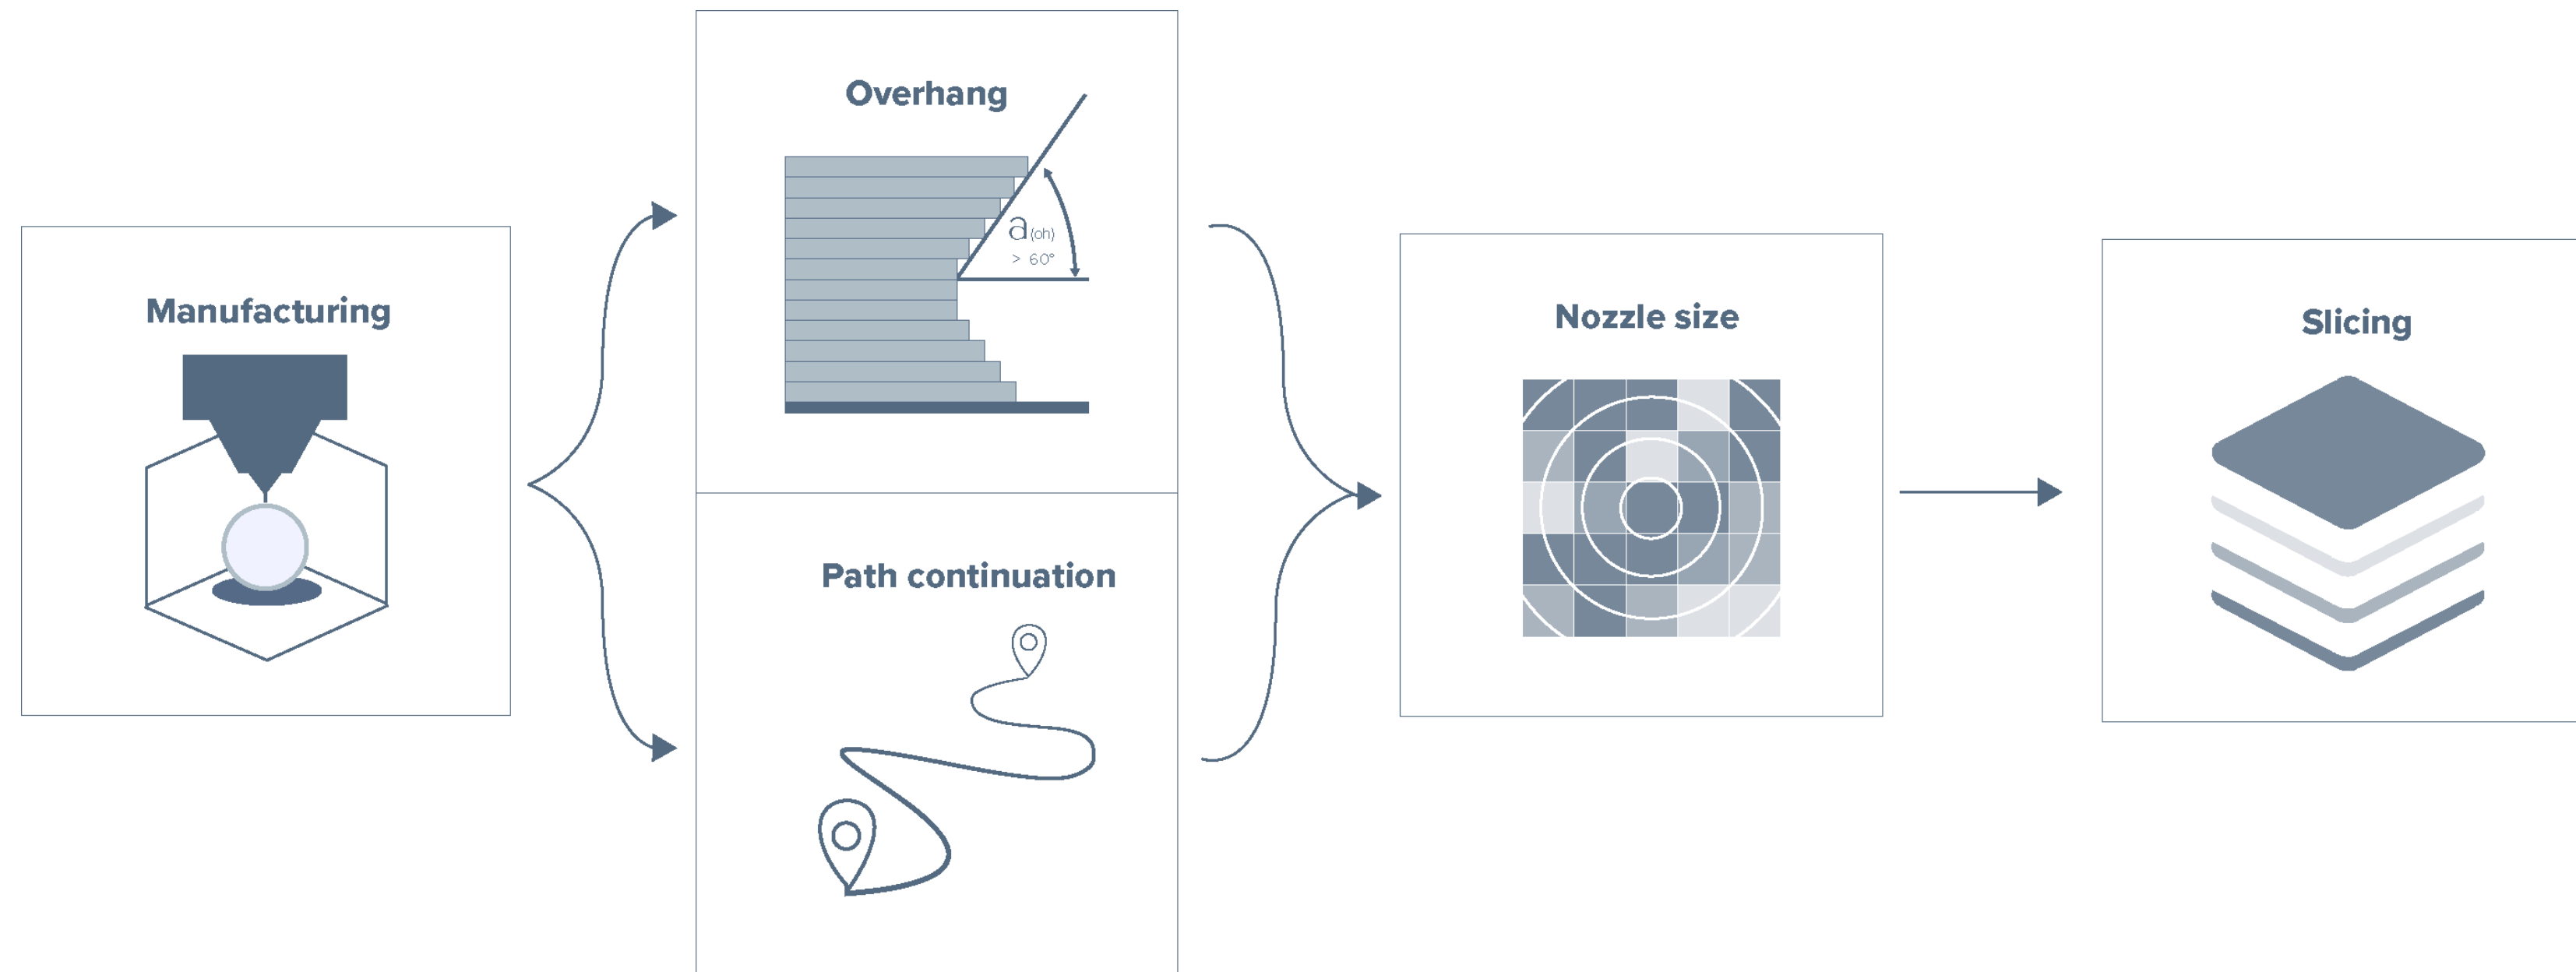 Manufacturing
Overhang
a(oh)
> 60°
Path continuation
Nozzle size
Slicing